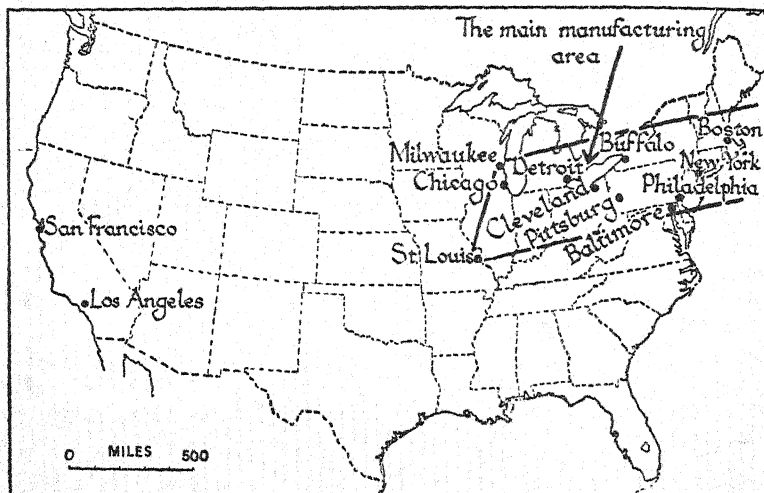 The main manufacturing
area
Milwaukee
Chicago
Detroit
Buffalo
Boston
New York
Philadelphia
Cleveland
Pittsburg
Baltimore
St. Louis
San Francisco
Los Angeles
0 MILES 500